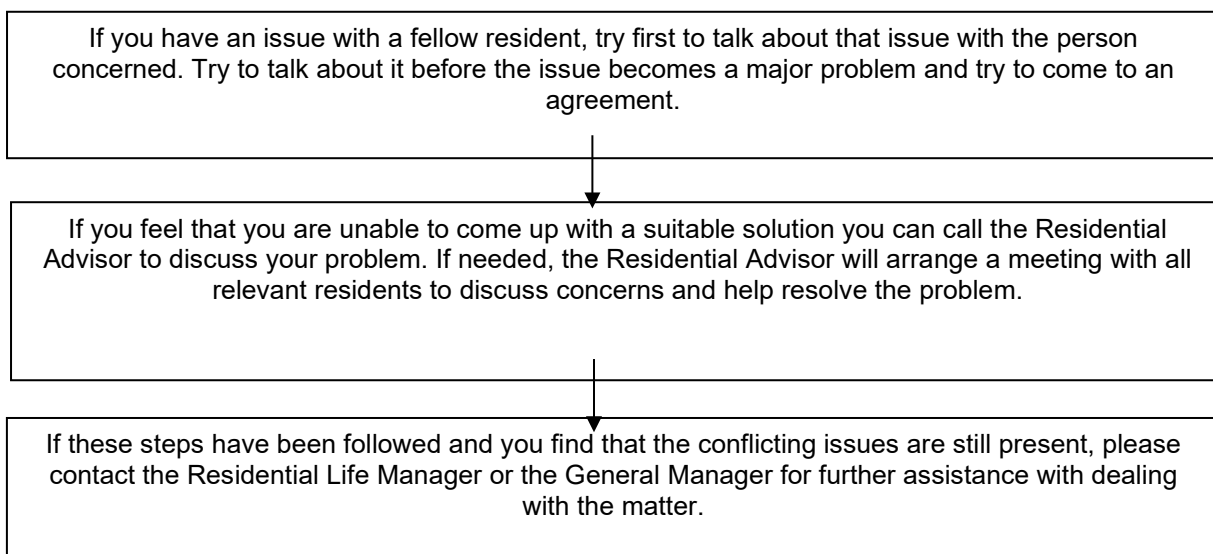 If you have an issue with a fellow resident, try first to talk about that issue with the person
concerned. Try to talk about it before the issue becomes a major problem and try to come to an
agreement.
If you feel that you are unable to come up with a suitable solution you can call the Residential
Advisor to discuss your problem. If needed, the Residential Advisor will arrange a meeting with all
relevant residents to discuss concerns and help resolve the problem.
If these steps have been followed and you find that the conflicting issues are still present, please
contact the Residential Life Manager or the General Manager for further assistance with dealing
with the matter.